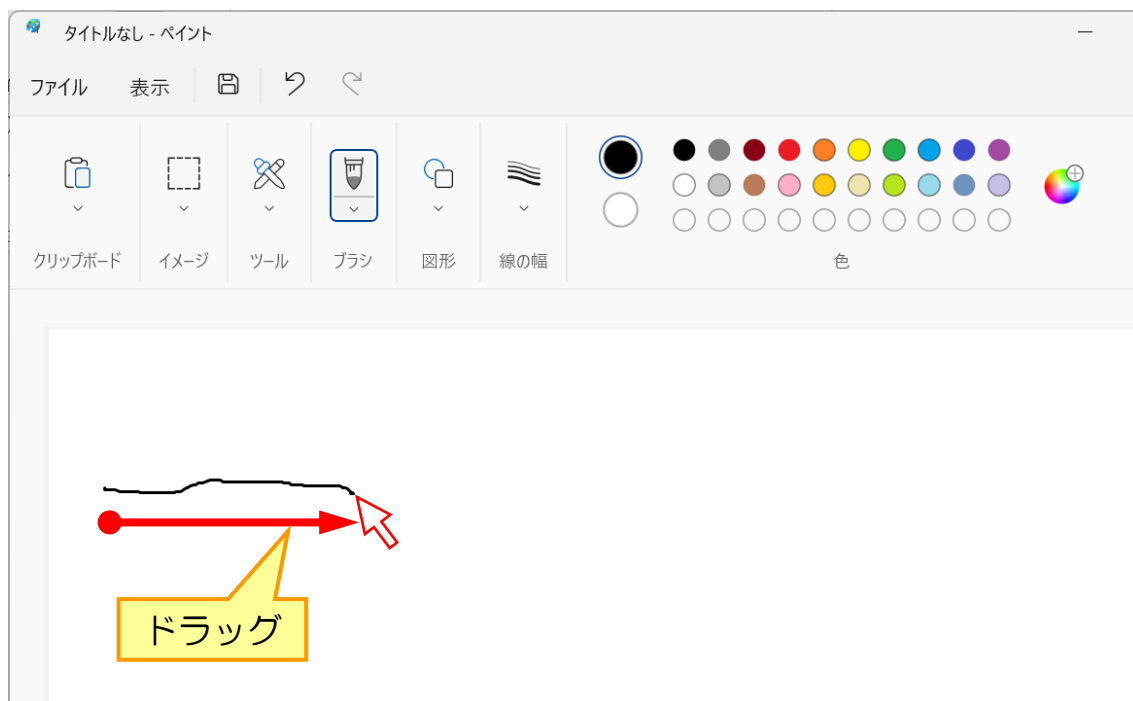 タイトルなし - ペイント
ファイル 表示
クリップボード イメージ ツール ブラシ 図形 線の幅 色
ドラッグ